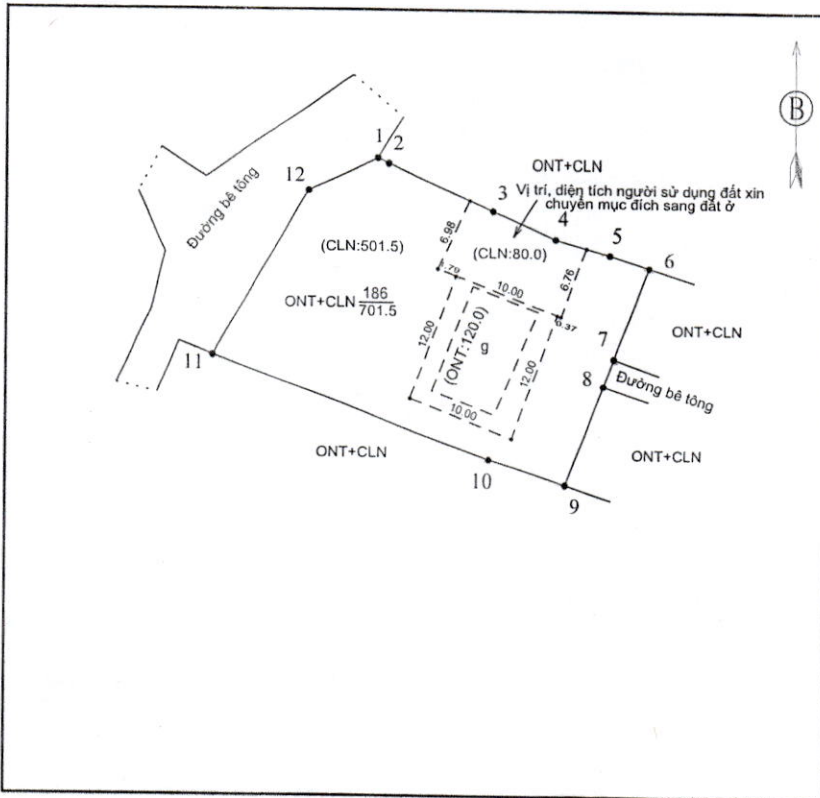 B
1
2
12
ONT+CLN
Vị trí, diện tích người sử dụng đất xin
chuyển mục đích sang đất ở
3
4
5
6
Đường bê tông
(CLN:501.5)
6.98
(CLN:80.0)
6.76
.79
10.00
ONT+CLN 186
701.5
0.37
ONT+CLN
12.00
(ONT:120.0)
g
12.00
7
8
Đường bê tông
11
10.00
ONT+CLN
ONT+CLN
10
9